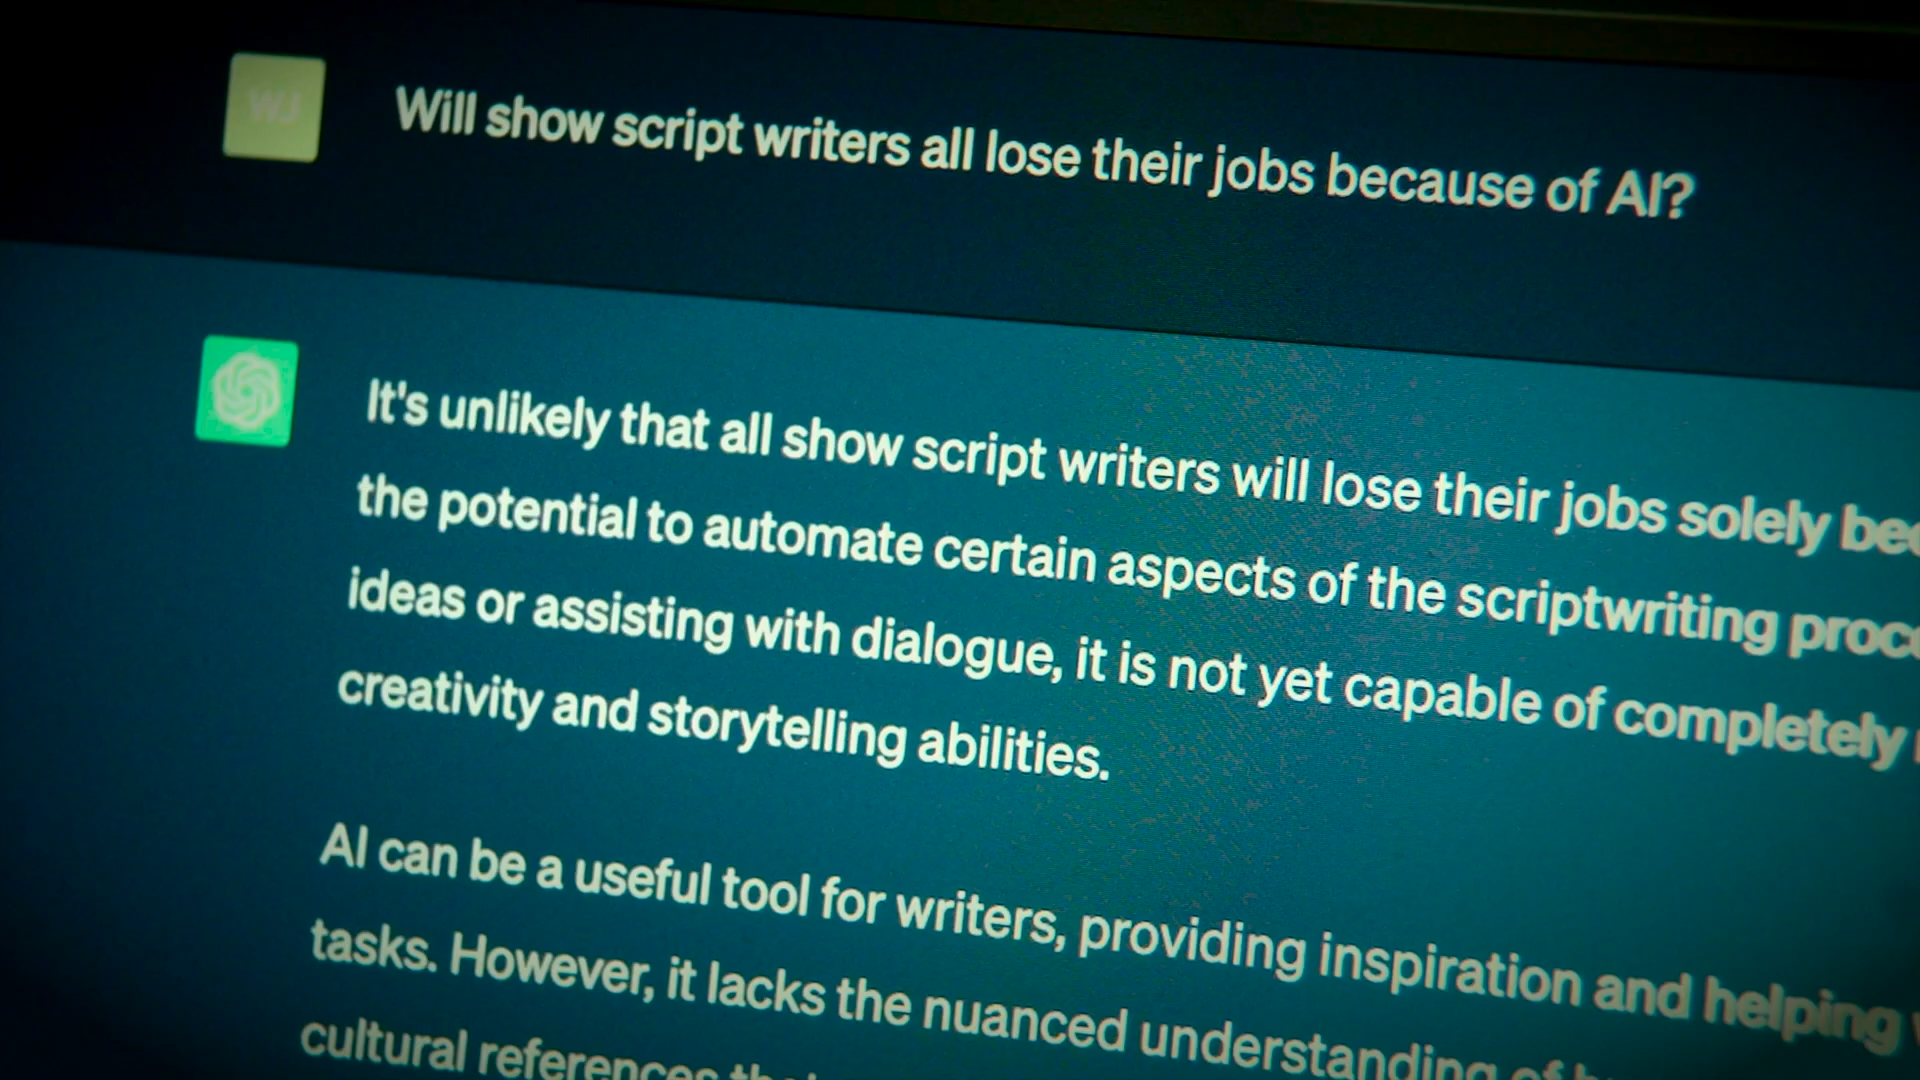 WJ
Will show script writers all lose their jobs because of AI?
It's unlikely that all show script writers will lose their jobs solely
the potential to automate certain aspects of the scriptwriting
ideas or assisting with dialogue, it is not yet capable of completely
creativity and storytelling abilities.
AI can be a useful tool for writers, providing inspiration and helping
tasks. However, it lacks the nuanced understanding of
cultural references